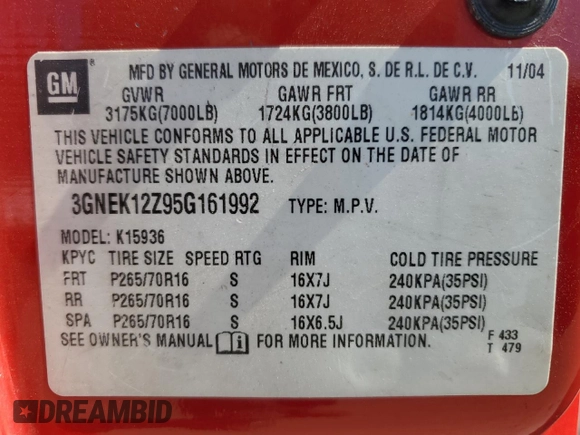 GM ® MFD BY GENERAL MOTORS DE MEXICO, S. DE R.L. DE C.V. 11/04
GVWR GAWR FRT GAWR RR
3175KG(7000LB) 1724KG(3800LB) 1814KG(4000LB)
THIS VEHICLE CONFORMS TO ALL APPLICABLE U.S. FEDERAL MOTOR
VEHICLE SAFETY STANDARDS IN EFFECT ON THE DATE OF
MANUFACTURE SHOWN ABOVE.
3GNEK12Z95G161992 TYPE: M.P.V.
MODEL: K15936
KPYC TIRE SIZE SPEED RTG RIM COLD TIRE PRESSURE
FRT P265/70R16 S 16X7J 240KPA(35PSI)
RR P265/70R16 S 16X7J 240KPA(35PSI)
SPA P265/70R16 S 16X6.5J 240KPA(35PSI)
SEE OWNER'S MANUAL i FOR MORE INFORMATION. F 433
T 479
DREAMBID